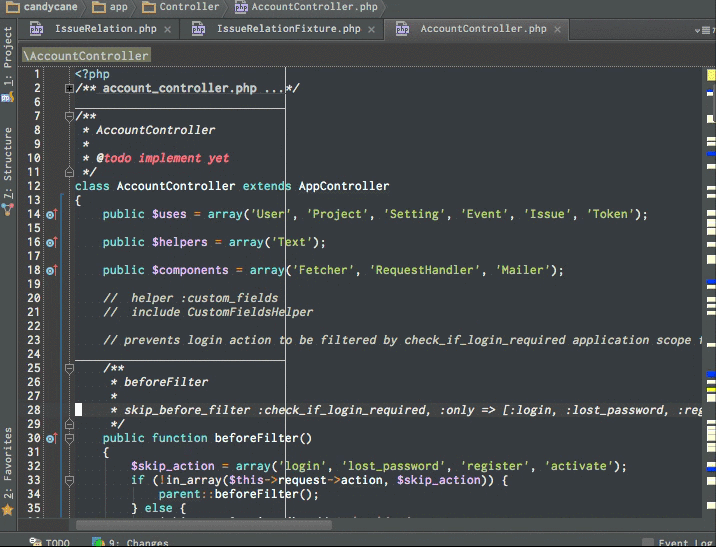 candycane app Controller AccountController.php
IssueRelation.php IssueRelationFixture.php AccountController.php
\AccountController
1: Project
7: Structure
2: Favorites
1 <?php
2 /** account_controller.php ...*/
6
7 /**
8 * AccountController
9 *
10 * @todo implement yet
11 */
12 class AccountController extends AppController
13 {
14 public $uses = array('User', 'Project', 'Setting', 'Event', 'Issue', 'Token');
15
16 public $helpers = array('Text');
17
18 public $components = array('Fetcher', 'RequestHandler', 'Mailer');
19
20 // helper :custom_fields
21 // include CustomFieldsHelper
22
23 // prevents login action to be filtered by check_if_login_required application scope
24
25 /**
26 * beforeFilter
27 *
28 * skip_before_filter :check_if_login_required, :only => [:login, :lost_password, :reg
29 */
30 public function beforeFilter()
31 {
32 $skip_action = array('login', 'lost_password', 'register', 'activate');
33 if (!in_array($this->request->action, $skip_action)) {
34 parent::beforeFilter();
35 } else {
TODO 9: Changes Event Log